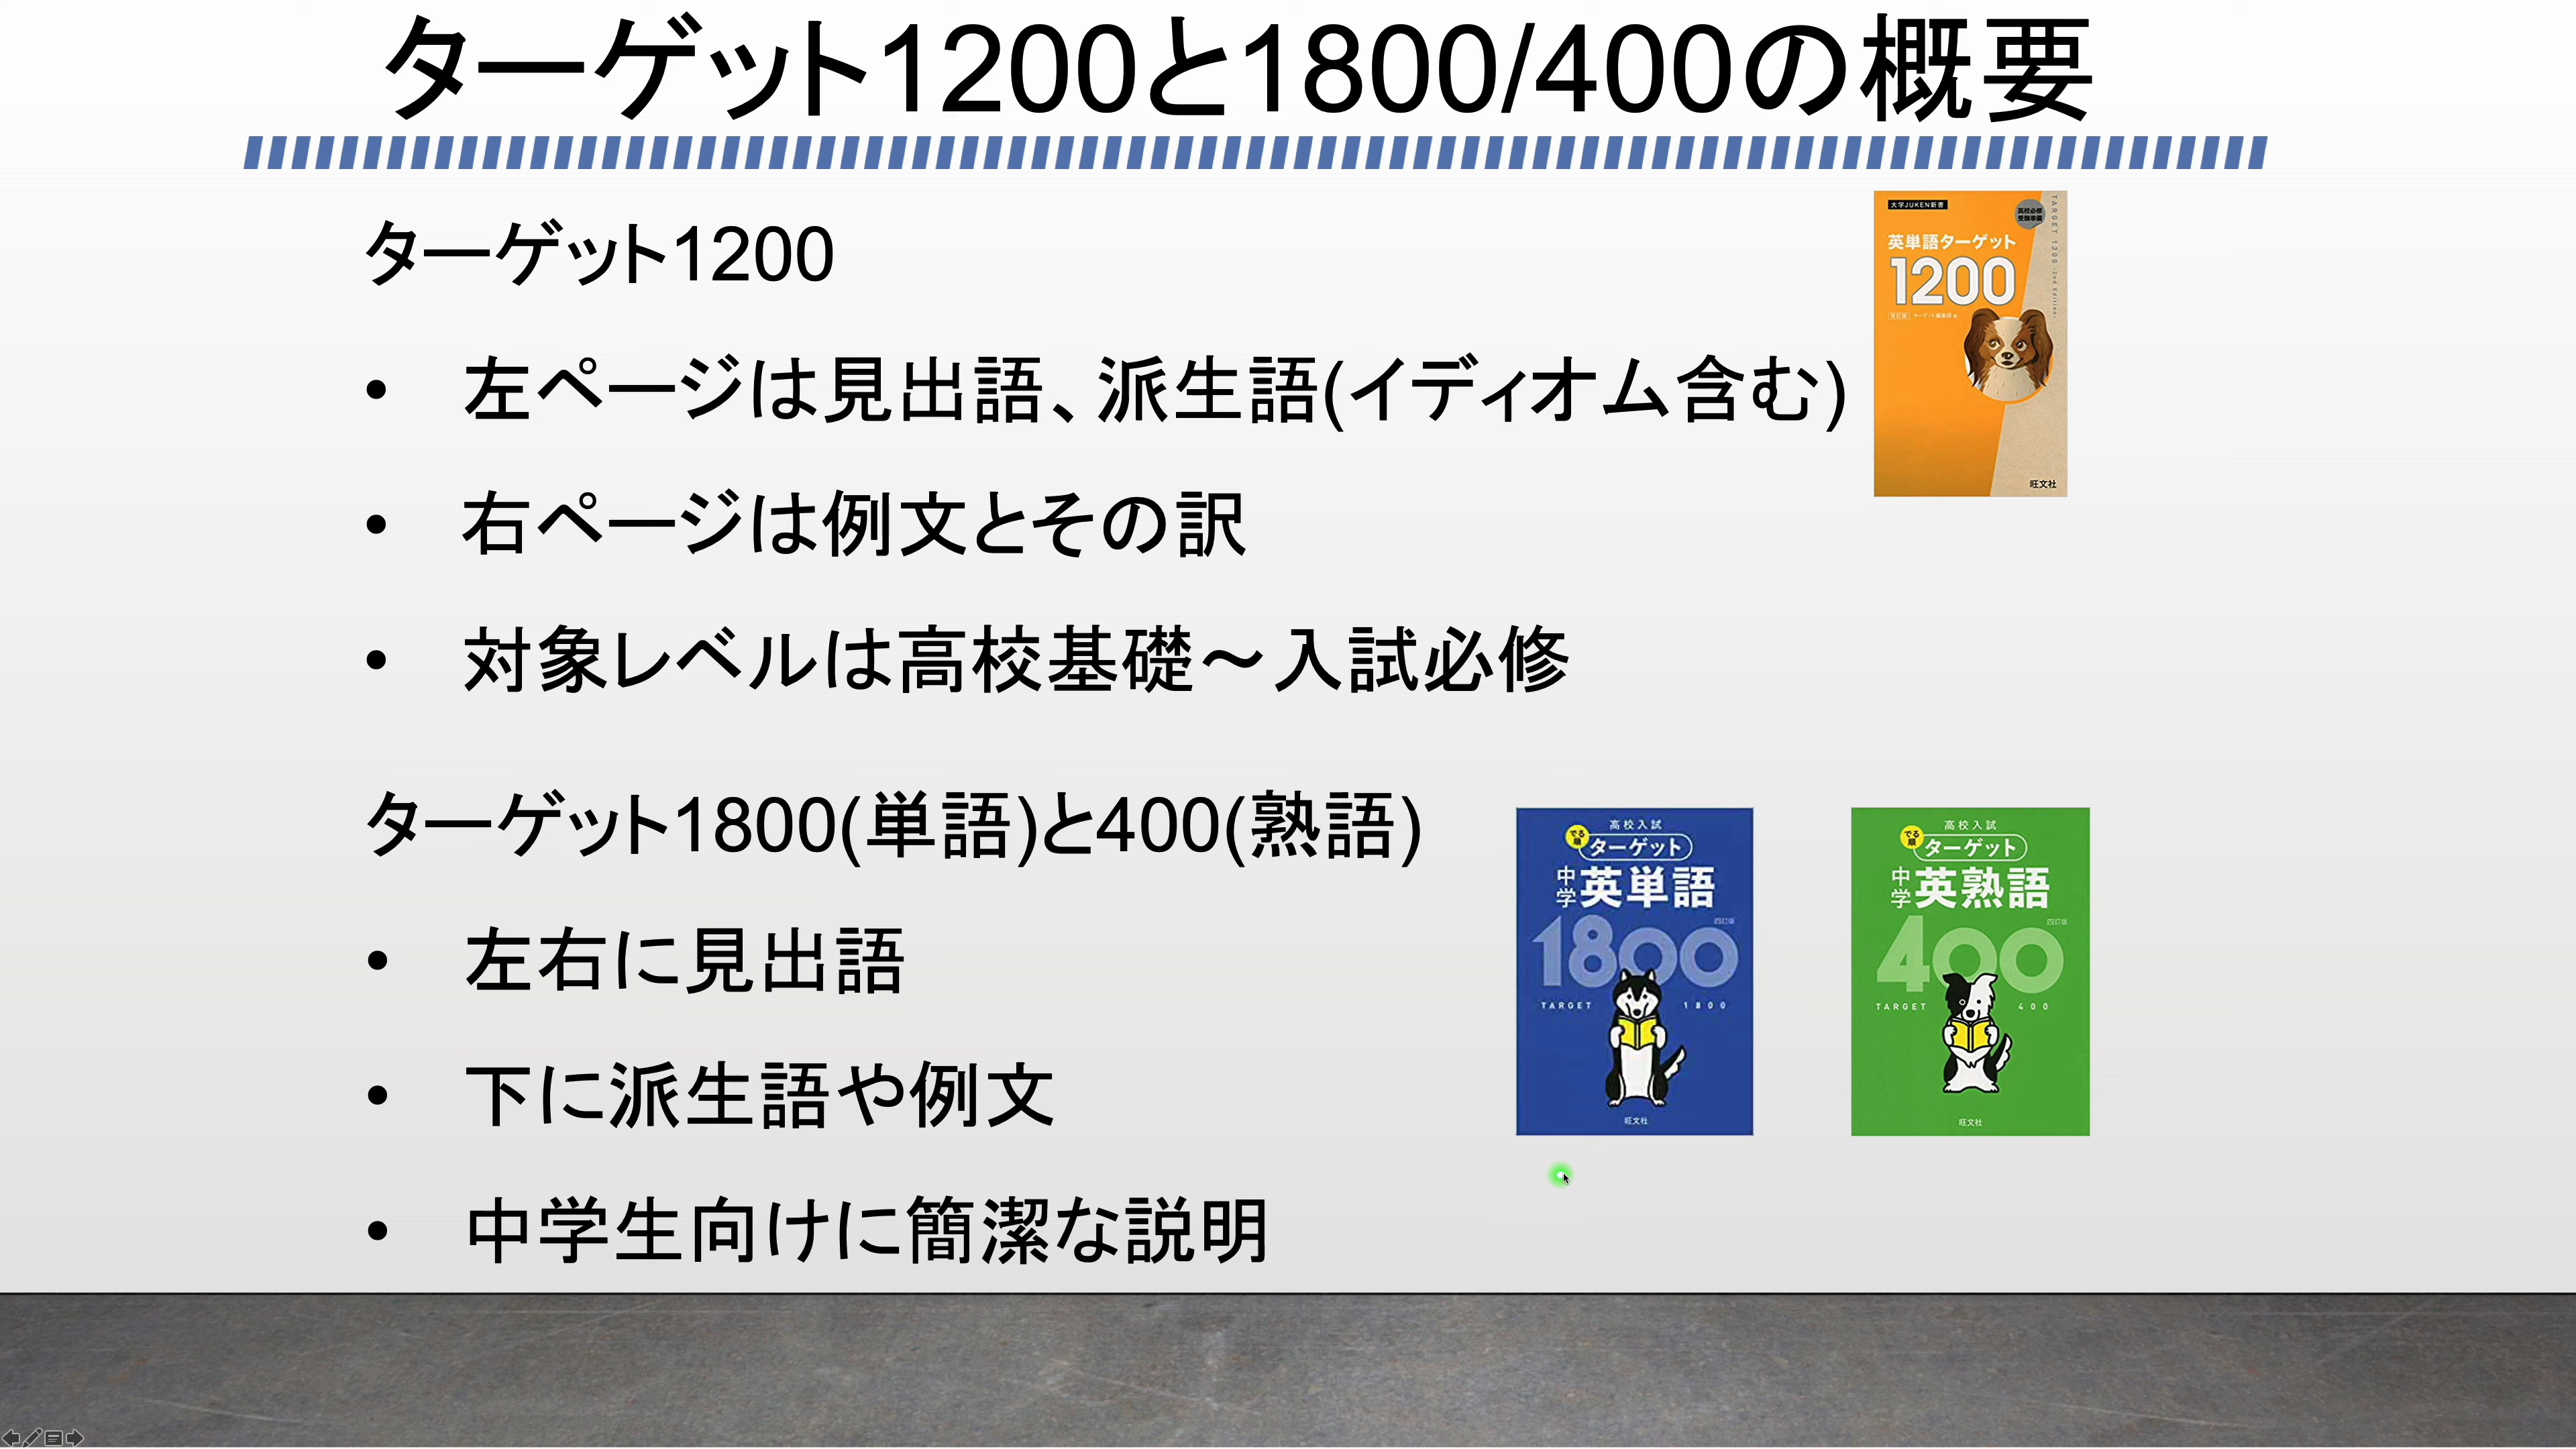 ターゲット1200と1800/400の概要
ターゲット1200
• 左ページは見出語、派生語(イディオム含む)
• 右ページは例文とその訳
• 対象レベルは高校基礎～入試必修
大学JUKEN新書
高校必修
受験準備
英単語ターゲット
1200
改訂版 ターゲット編集部 編
旺文社
ターゲット1800(単語)と400(熟語)
• 左右に見出語
• 下に派生語や例文
• 中学生向けに簡潔な説明
高校入試
でる順
ターゲット
中学
英単語
四訂版
1800
TARGET 1800
旺文社
高校入試
でる順
ターゲット
中学
英熟語
四訂版
400
TARGET 400
旺文社